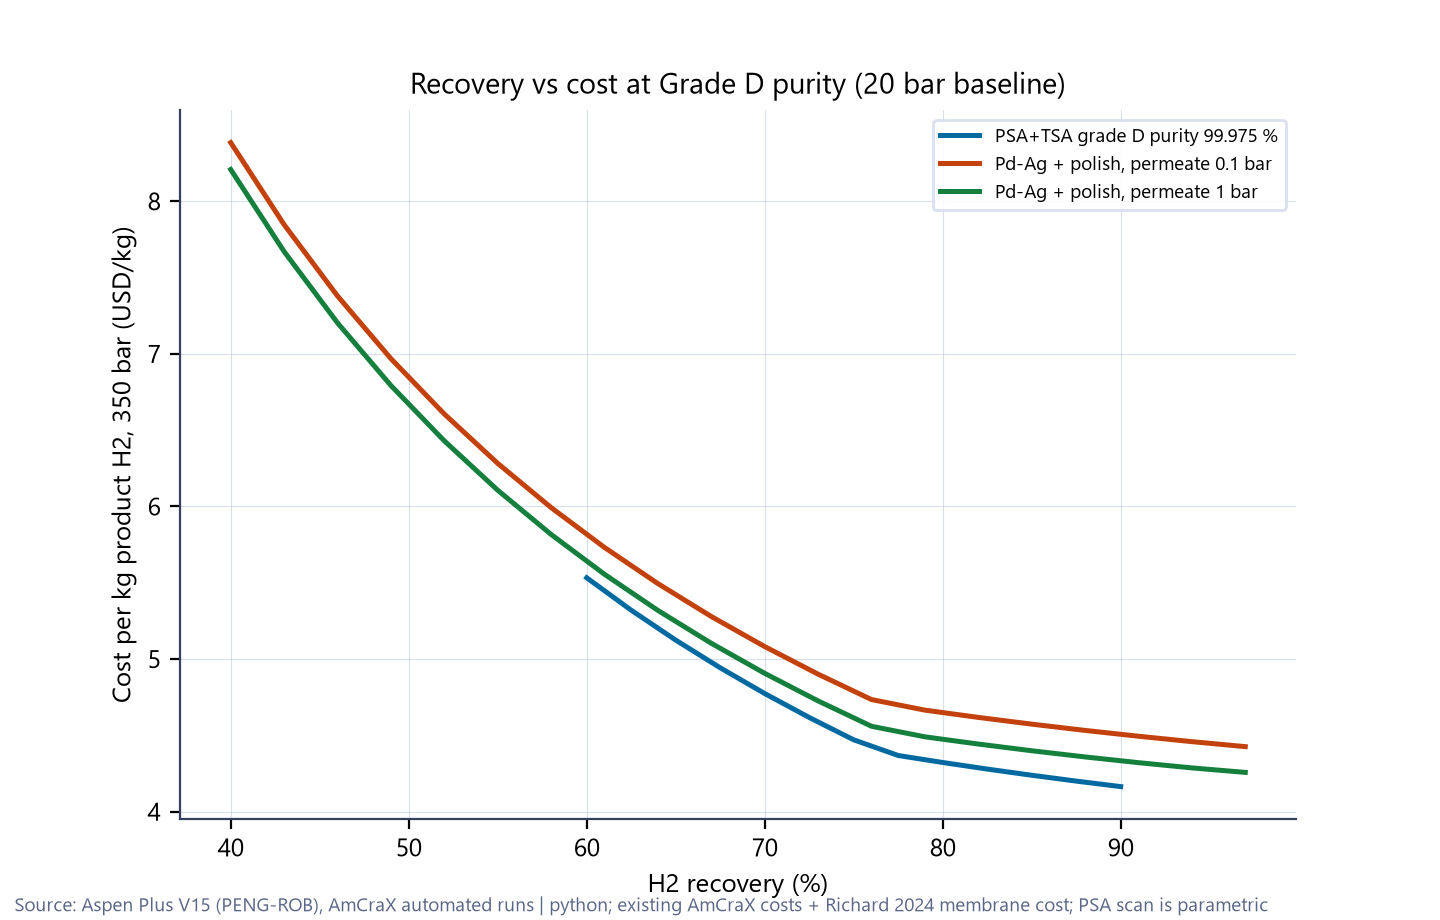 Recovery vs cost at Grade D purity (20 bar baseline)
PSA+TSA grade D purity 99.975 %
Pd-Ag + polish, permeate 0.1 bar
Pd-Ag + polish, permeate 1 bar
Cost per kg product H2, 350 bar (USD/kg)
8
7
6
5
4
40 50 60 70 80 90
H2 recovery (%)
Source: Aspen Plus V15 (PENG-ROB), AmCraX automated runs | python; existing AmCraX costs + Richard 2024 membrane cost; PSA scan is parametric